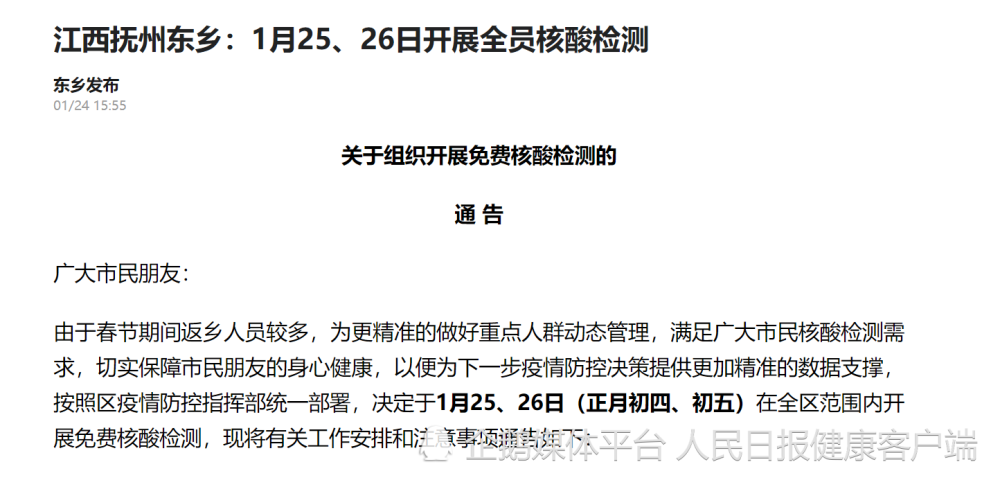 江西抚州东乡：1月25、26日开展全员核酸检测
东乡发布
01/24 15:55
关于组织开展免费核酸检测的
通 告
广大市民朋友：
由于春节期间返乡人员较多，为更精准的做好重点人群动态管理，满足广大市民核酸检测需
求，切实保障市民朋友的身心健康，以便为下一步疫情防控决策提供更加精准的数据支撑，
按照区疫情防控指挥部统一部署，决定于1月25、26日（正月初四、初五）在全区范围内开
展免费核酸检测，现将有关工作安排和注意事项通告如下：
企鹅媒体平台 人民日报健康客户端